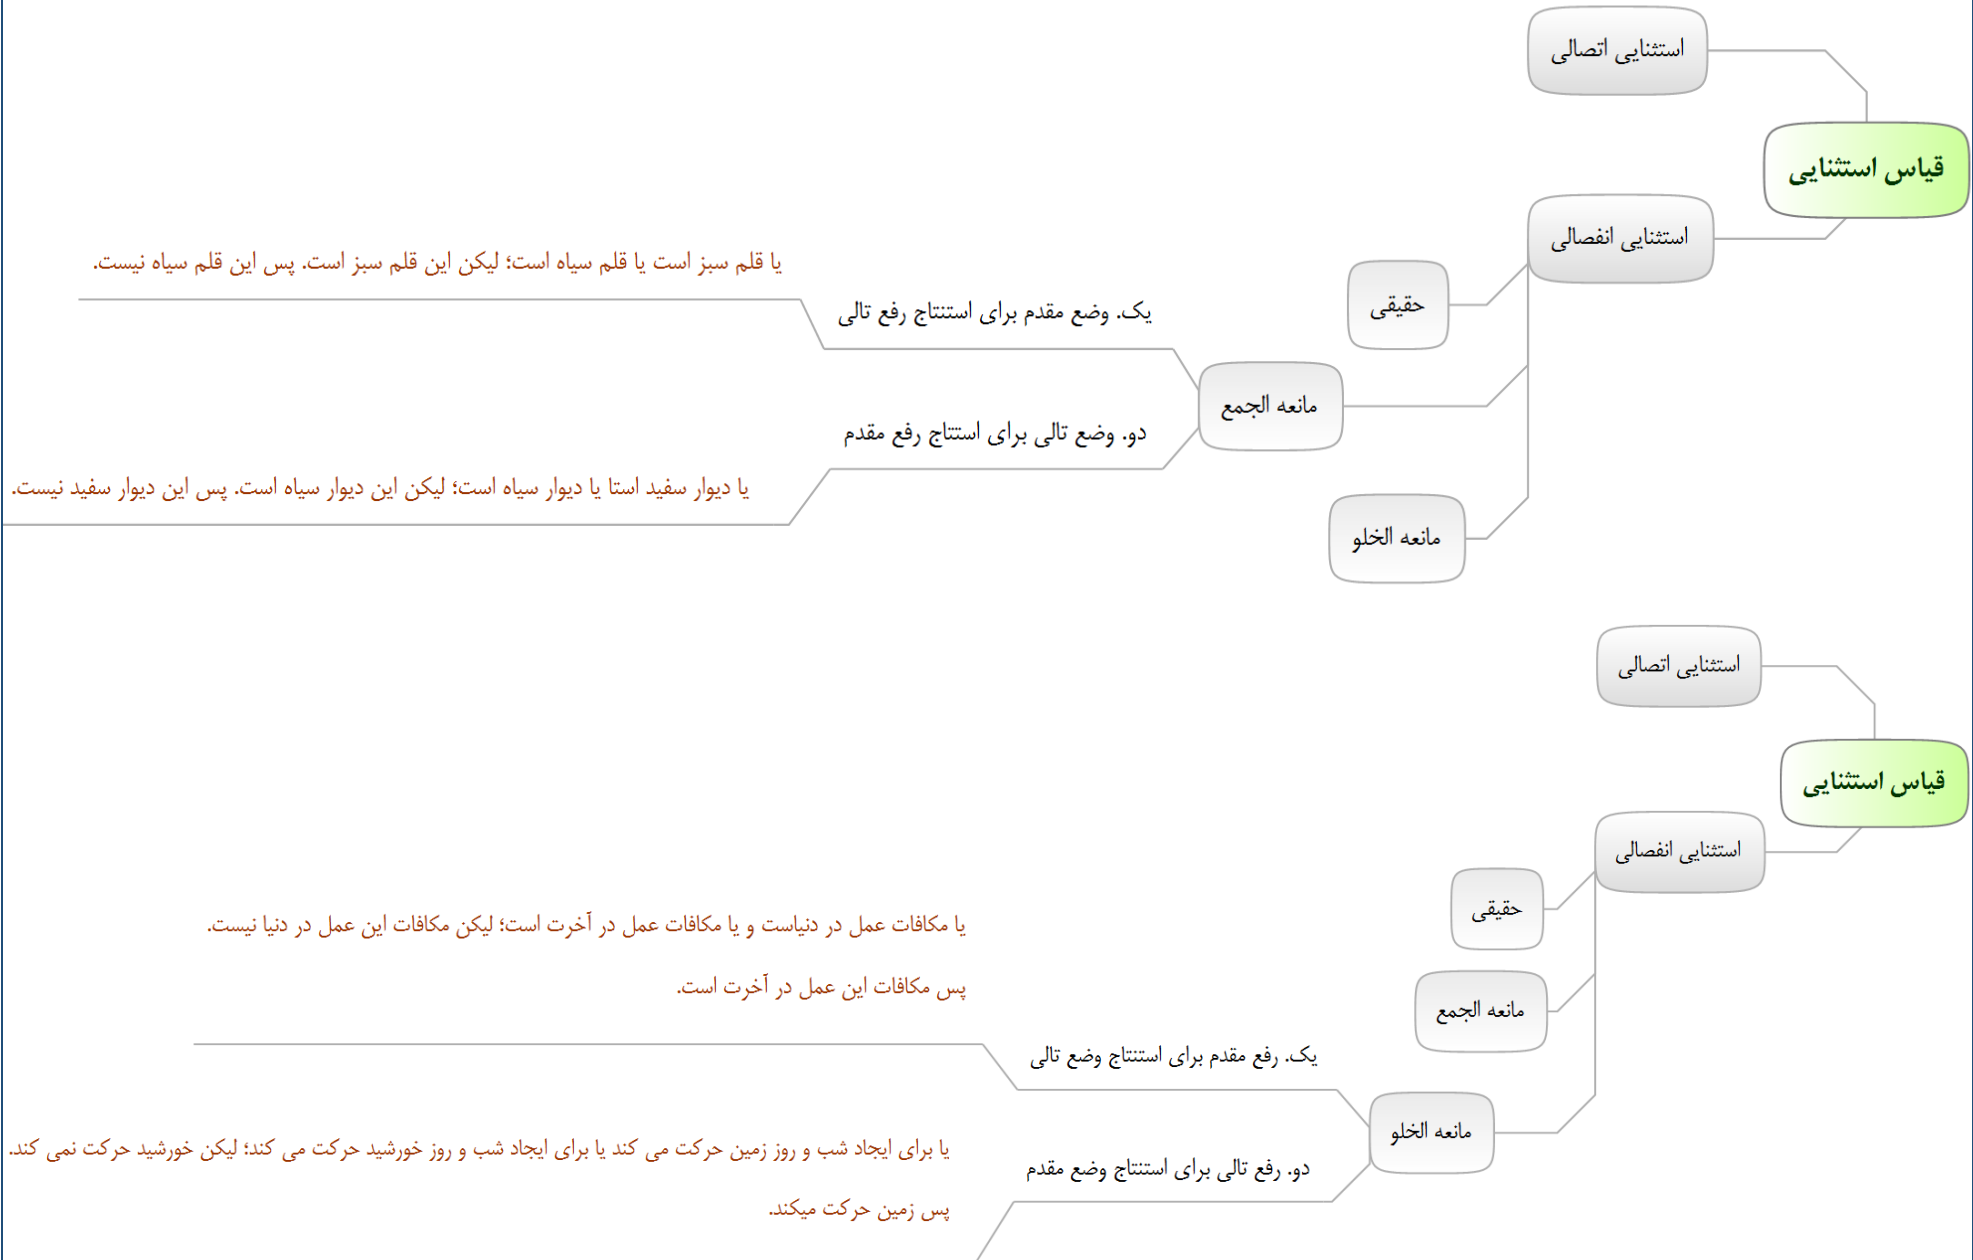 استثنایی اتصالی
قیاس استثنایی
استثنایی انفصالی
حقیقی
یا قلم سبز است یا قلم سیاه است؛ لیکن این قلم سبز است. پس این قلم سیاه نیست.
یک. وضع مقدم برای استنتاج رفع تالی
مانعه الجمع
دو. وضع تالی برای استتاج رفع مقدم
یا دیوار سفید استا یا دیوار سیاه است؛ لیکن این دیوار سیاه است. پس این دیوار سفید نیست.
مانعه الخلو
استثنایی اتصالی
قیاس استثنایی
استثنایی انفصالی
حقیقی
مانعه الجمع
یا مکافات عمل در دنیاست و یا مکافات عمل در آخرت است؛ لیکن مکافات این عمل در دنیا نیست.
پس مکافات این عمل در آخرت است.
یک. رفع مقدم برای استنتاج وضع تالی
مانعه الخلو
دو. رفع تالی برای استنتاج وضع مقدم
یا برای ایجاد شب و روز زمین حرکت می کند یا برای ایجاد شب و روز خورشید حرکت می کند؛ لیکن خورشید حرکت نمی کند.
پس زمین حرکت میکند.